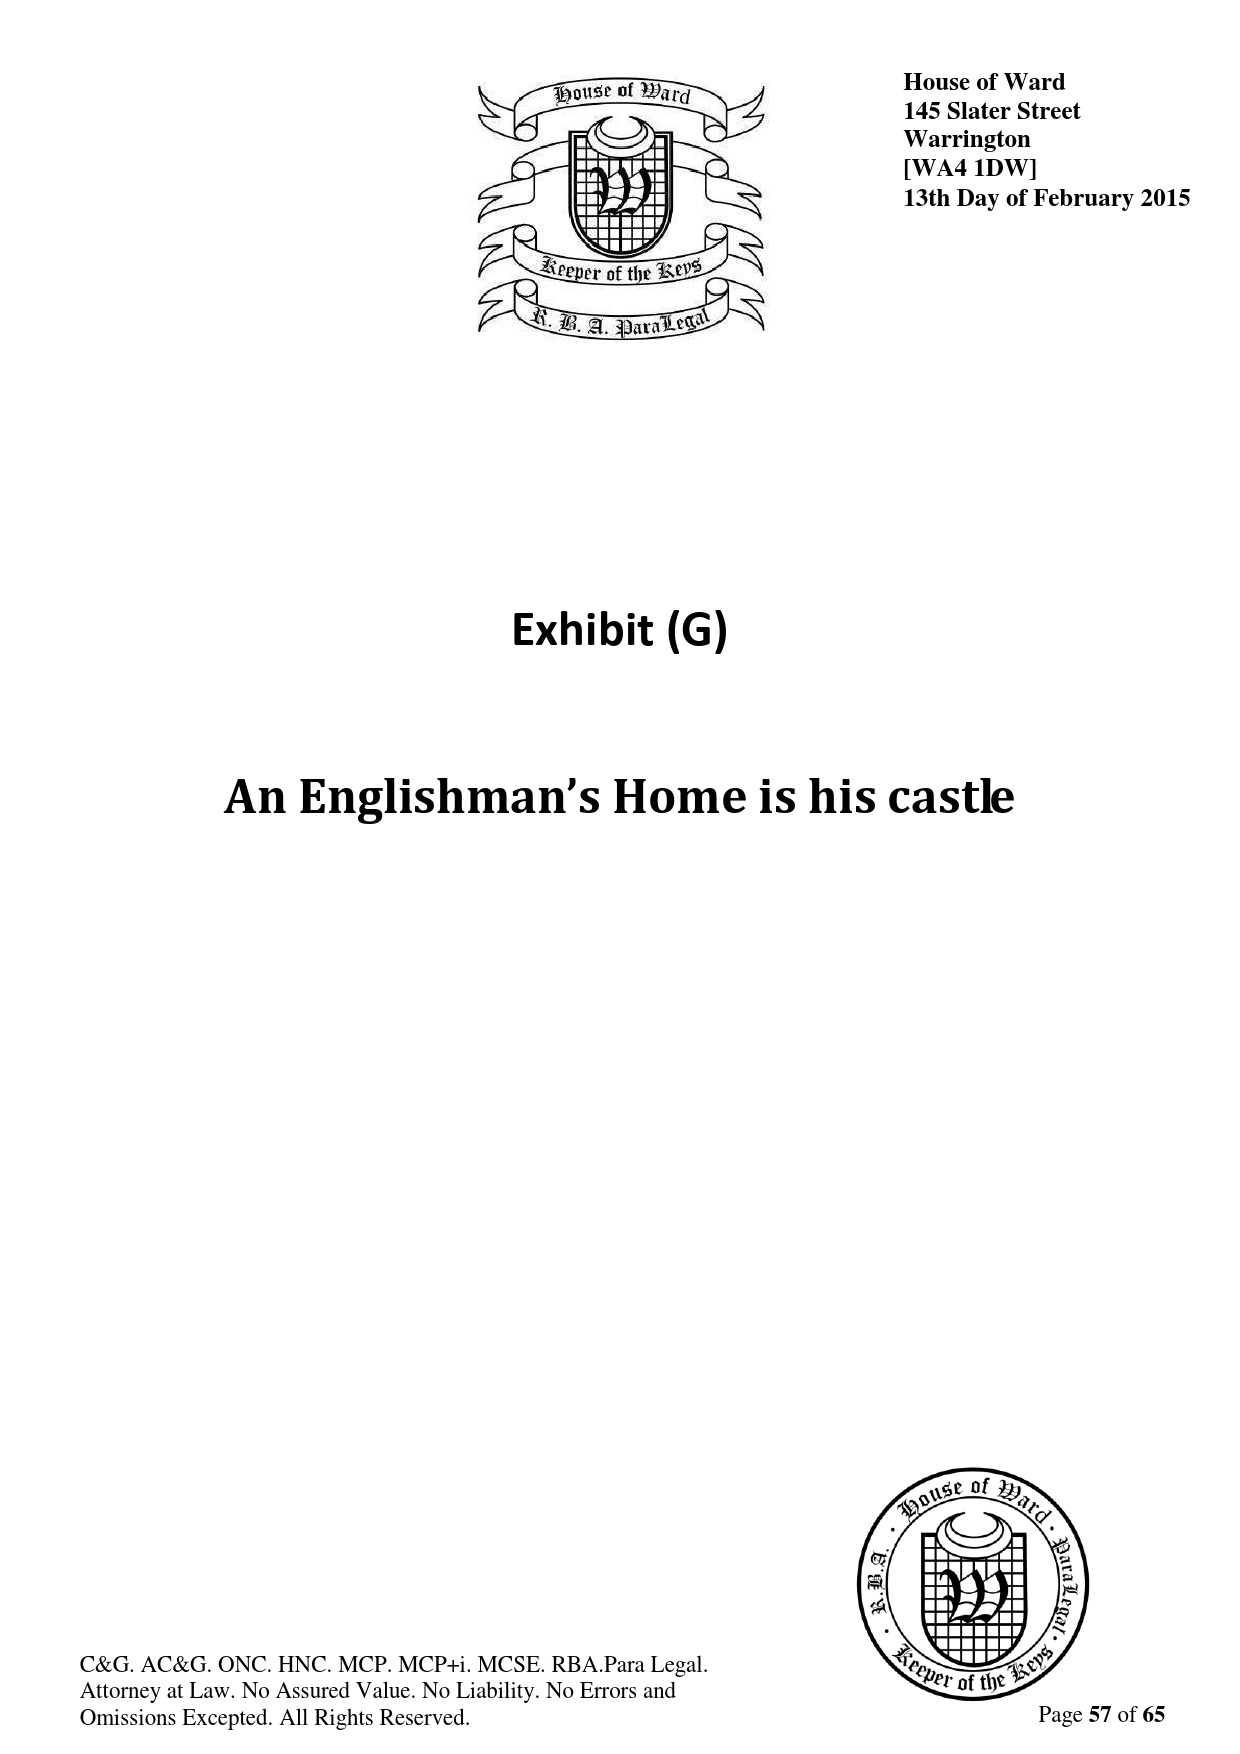 House of Ward
Keeper of the Keys
R. B. A. ParaLegal
W
House of Ward
145 Slater Street
Warrington
[WA4 1DW]
13th Day of February 2015
Exhibit (G)
An Englishman’s Home is his castle
· House of Ward · ParaLegal · Keeper of the Keys · R.B.A.
W
C&G. AC&G. ONC. HNC. MCP. MCP+i. MCSE. RBA.Para Legal.
Attorney at Law. No Assured Value. No Liability. No Errors and
Omissions Excepted. All Rights Reserved.
Page 57 of 65